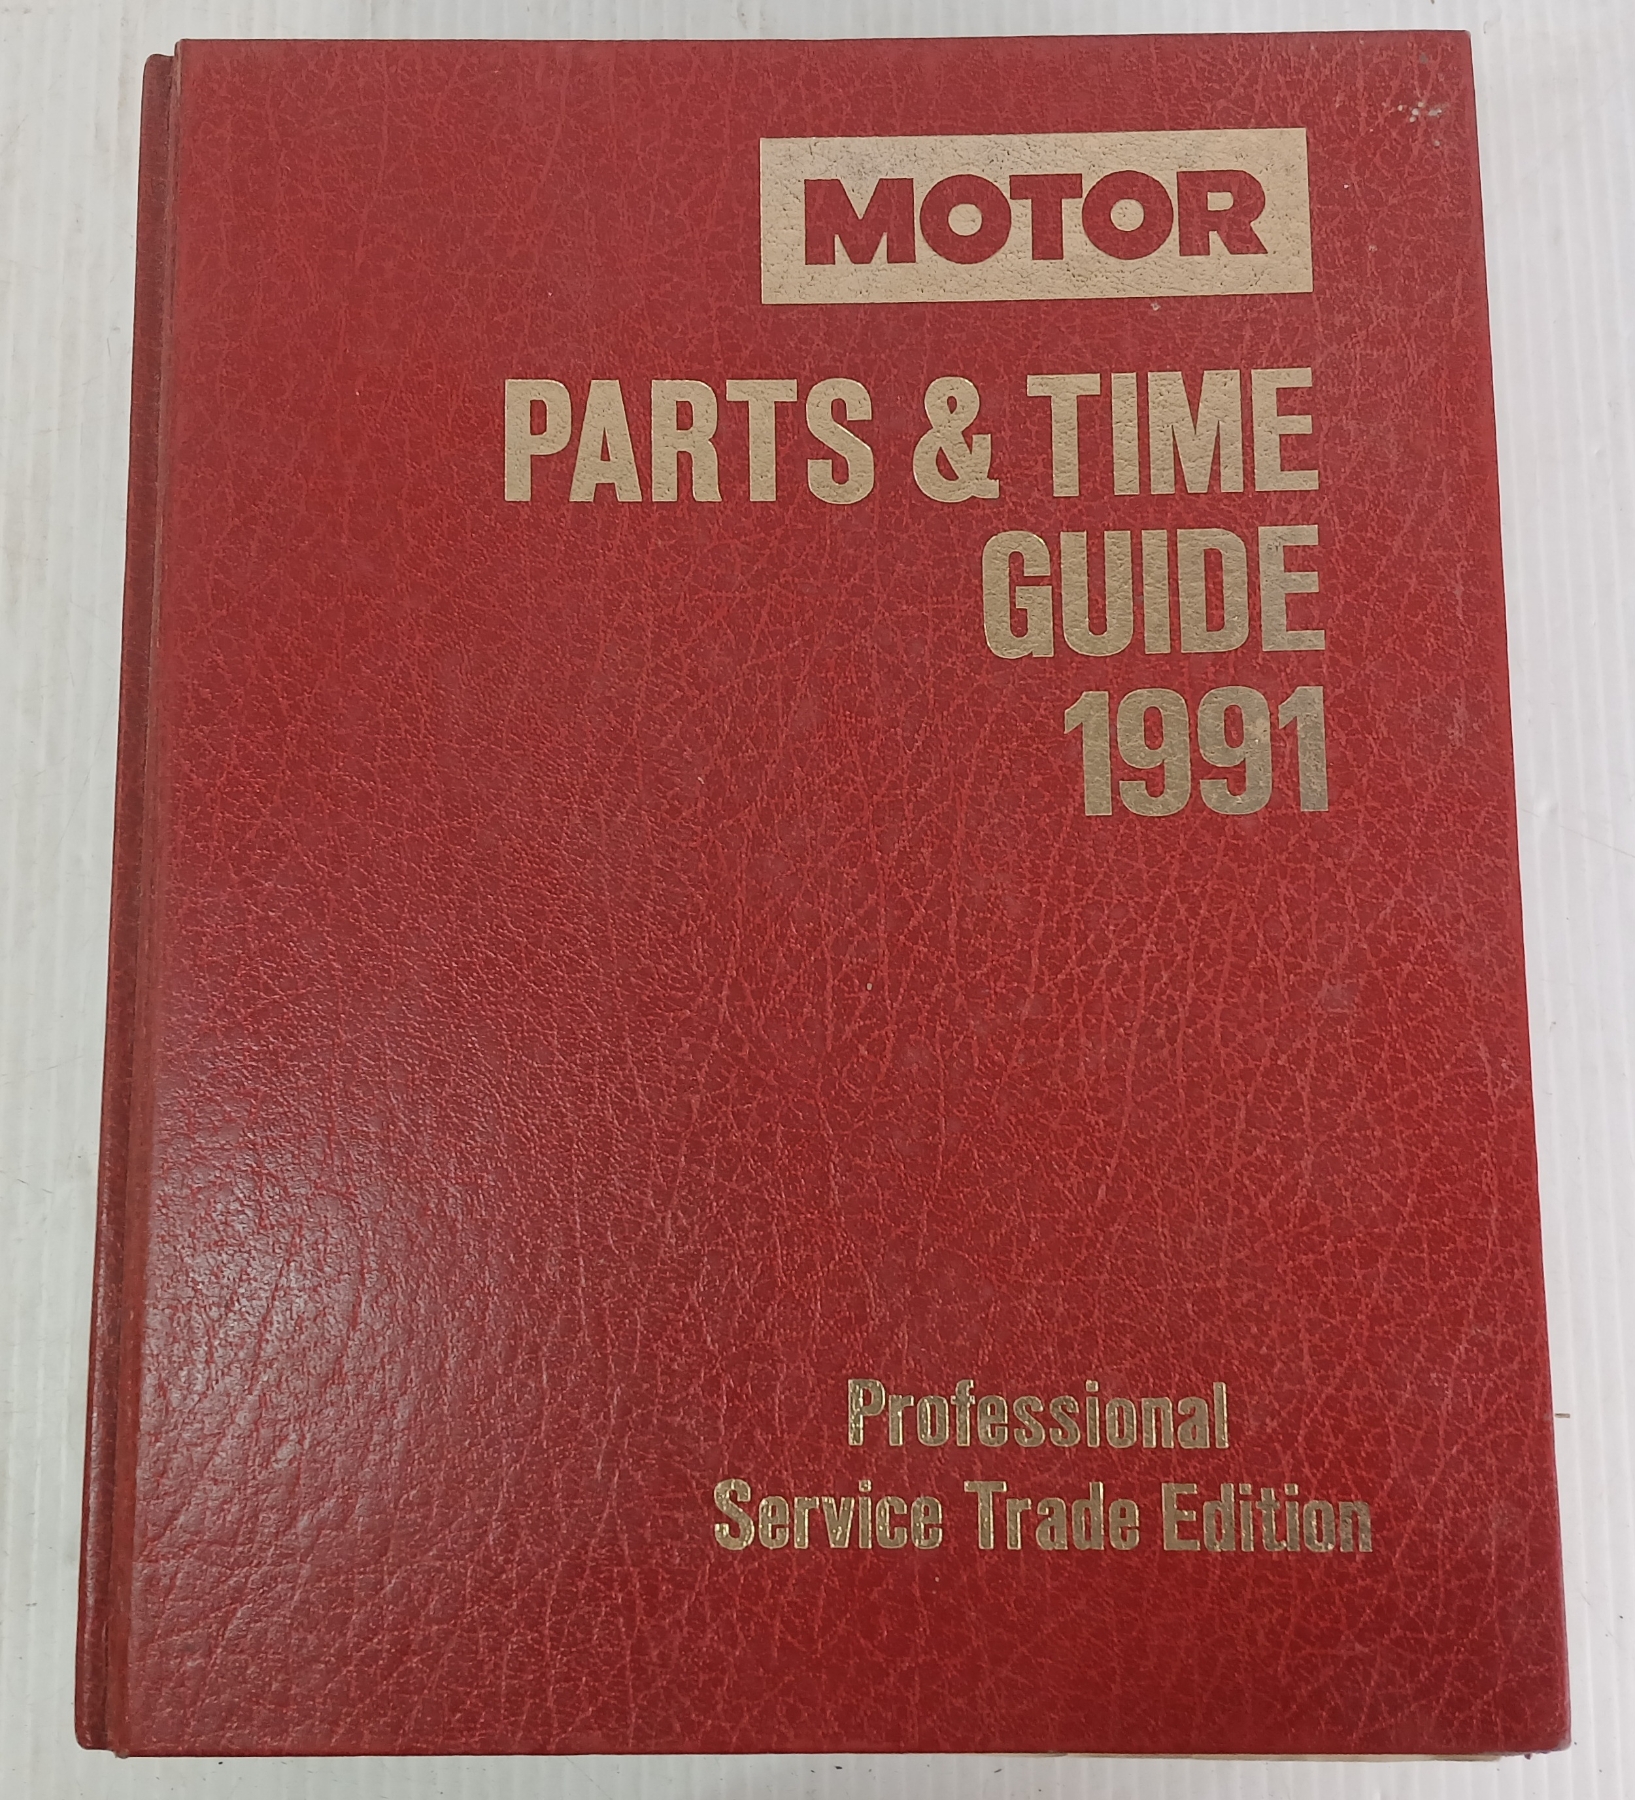 MOTOR
PARTS & TIME
GUIDE
1991
Professional
Service Trade Edition